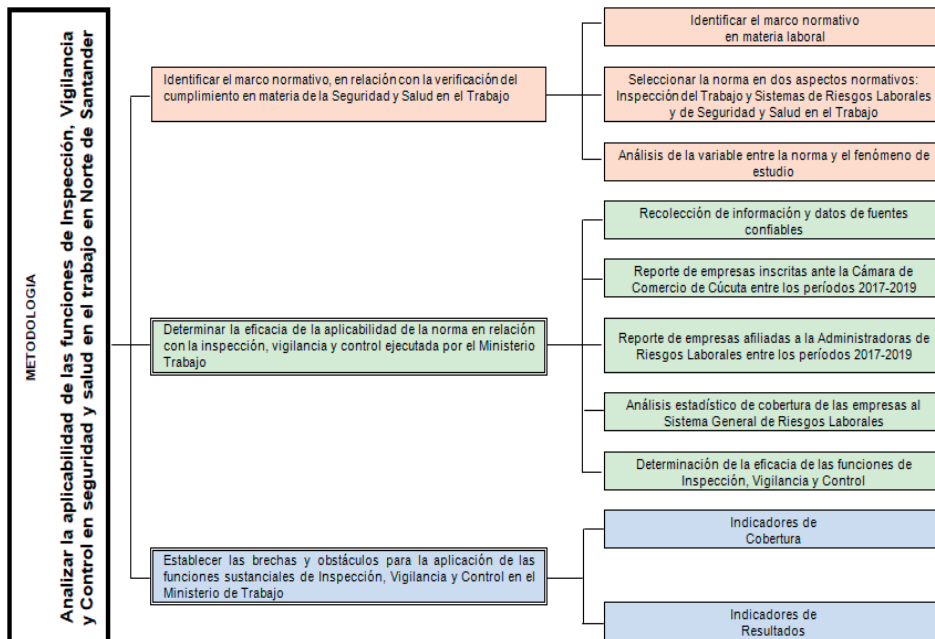 METODOLOGIA
Analizar la aplicabilidad de las funciones de Inspección, Vigilancia
y Control en seguridad y salud en el trabajo en Norte de Santander
Identificar el marco normativo, en relación con la verificación del
cumplimiento en materia de la Seguridad y Salud en el Trabajo
Identificar el marco normativo
en materia laboral
Seleccionar la norma en dos aspectos normativos:
Inspección del Trabajo y Sistemas de Riesgos Laborales
y de Seguridad y Salud en el Trabajo
Análisis de la variable entre la norma y el fenómeno de
estudio
Determinar la eficacia de la aplicabilidad de la norma en relación
con la inspección, vigilancia y control ejecutada por el Ministerio
Trabajo
Recolección de información y datos de fuentes
confiables
Reporte de empresas inscritas ante la Cámara de
Comercio de Cúcuta entre los períodos 2017-2019
Reporte de empresas afiliadas a la Administradoras de
Riesgos Laborales entre los períodos 2017-2019
Análisis estadístico de cobertura de las empresas al
Sistema General de Riesgos Laborales
Determinación de la eficacia de las funciones de
Inspección, Vigilancia y Control
Establecer las brechas y obstáculos para la aplicación de las
funciones sustanciales de Inspección, Vigilancia y Control en el
Ministerio de Trabajo
Indicadores de
Cobertura
Indicadores de
Resultados